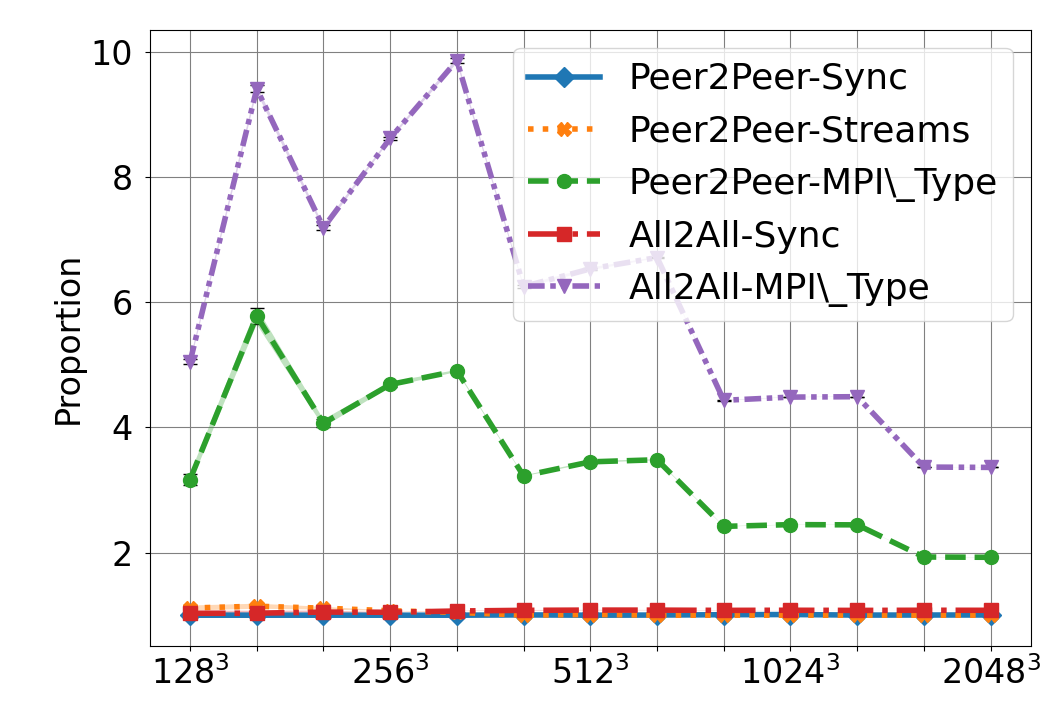 10
8
6
4
2
Proportion
Peer2Peer-Sync
Peer2Peer-Streams
Peer2Peer-MPI\_Type
All2All-Sync
All2All-MPI\_Type
128³ 256³ 512³ 1024³ 2048³